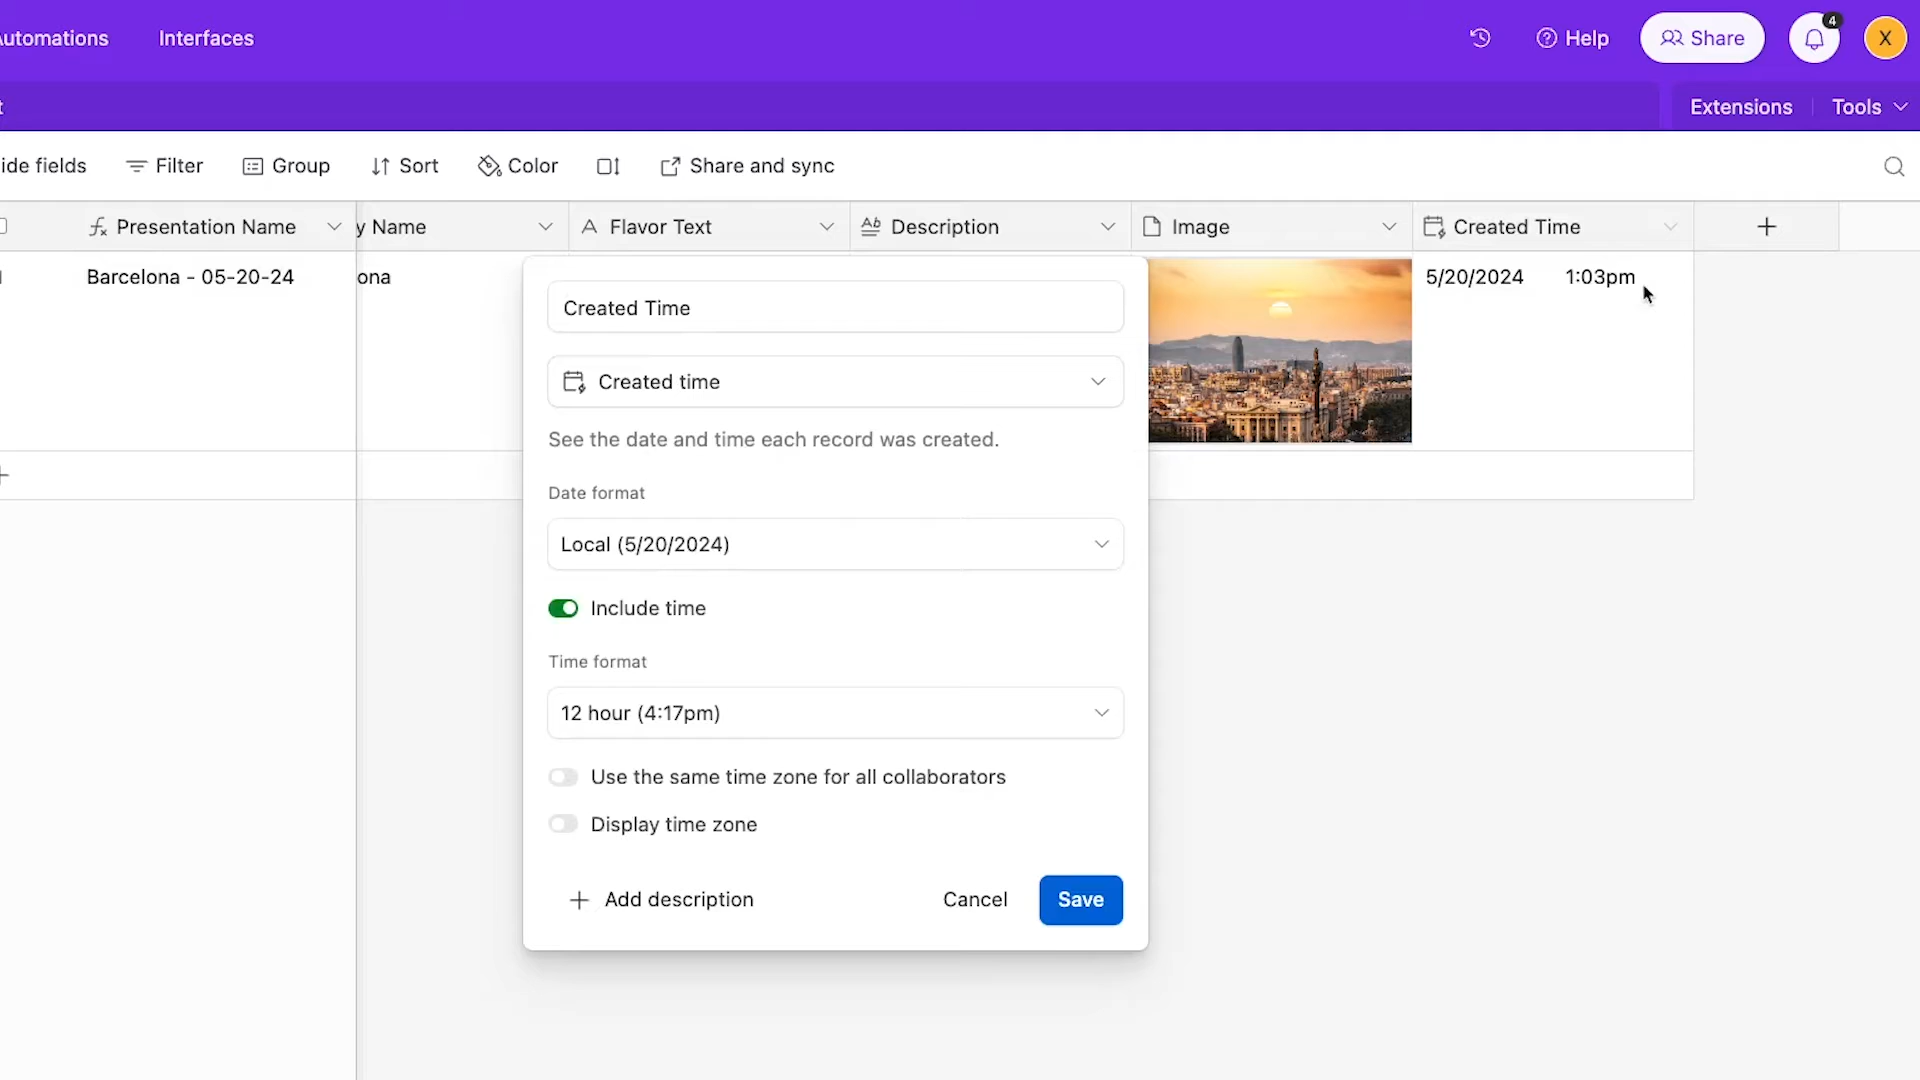 utomations
Interfaces
Help
Share
4
X
t
Extensions
Tools
ide fields
Filter
Group
Sort
Color
Share and sync
Presentation Name
y Name
Flavor Text
Description
Image
Created Time
Barcelona - 05-20-24
ona
5/20/2024 1:03pm
Created Time
Created time
See the date and time each record was created.
Date format
Local (5/20/2024)
Include time
Time format
12 hour (4:17pm)
Use the same time zone for all collaborators
Display time zone
Add description
Cancel
Save